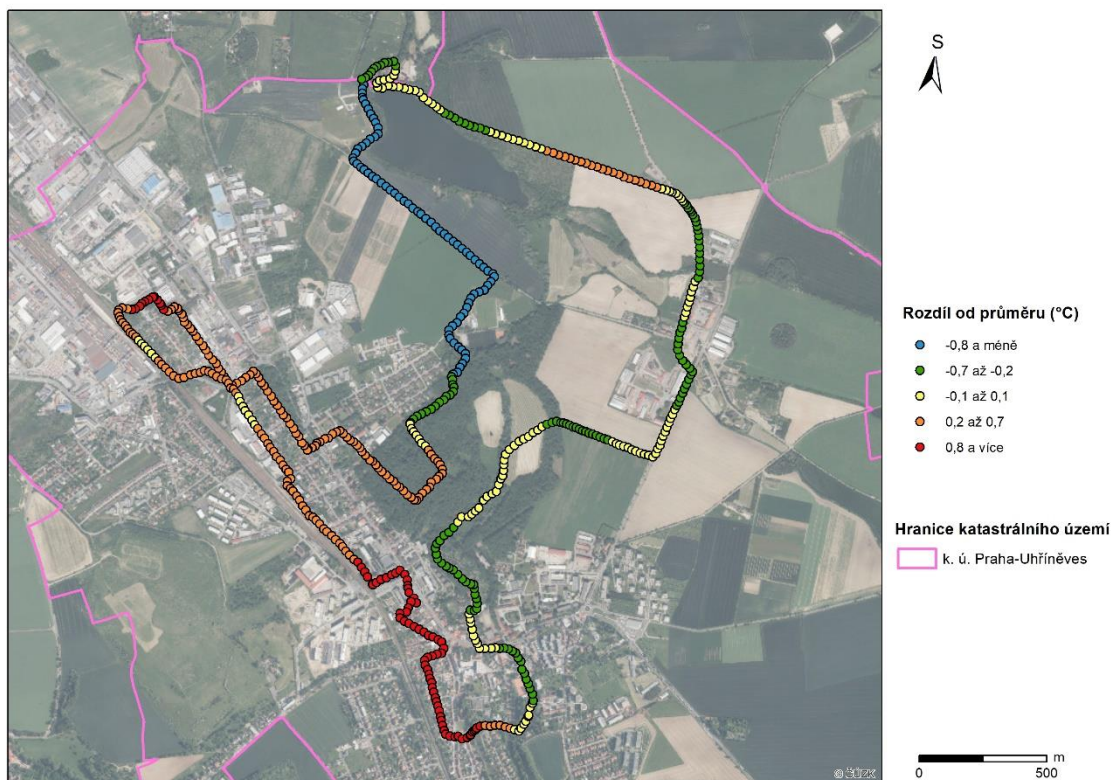 S
Rozdíl od průměru (°C)
-0,8 a méně
-0,7 až -0,2
-0,1 až 0,1
0,2 až 0,7
0,8 a více
Hranice katastrálního území
k. ú. Praha-Uhříněves
© ČÚZK
m
0 500